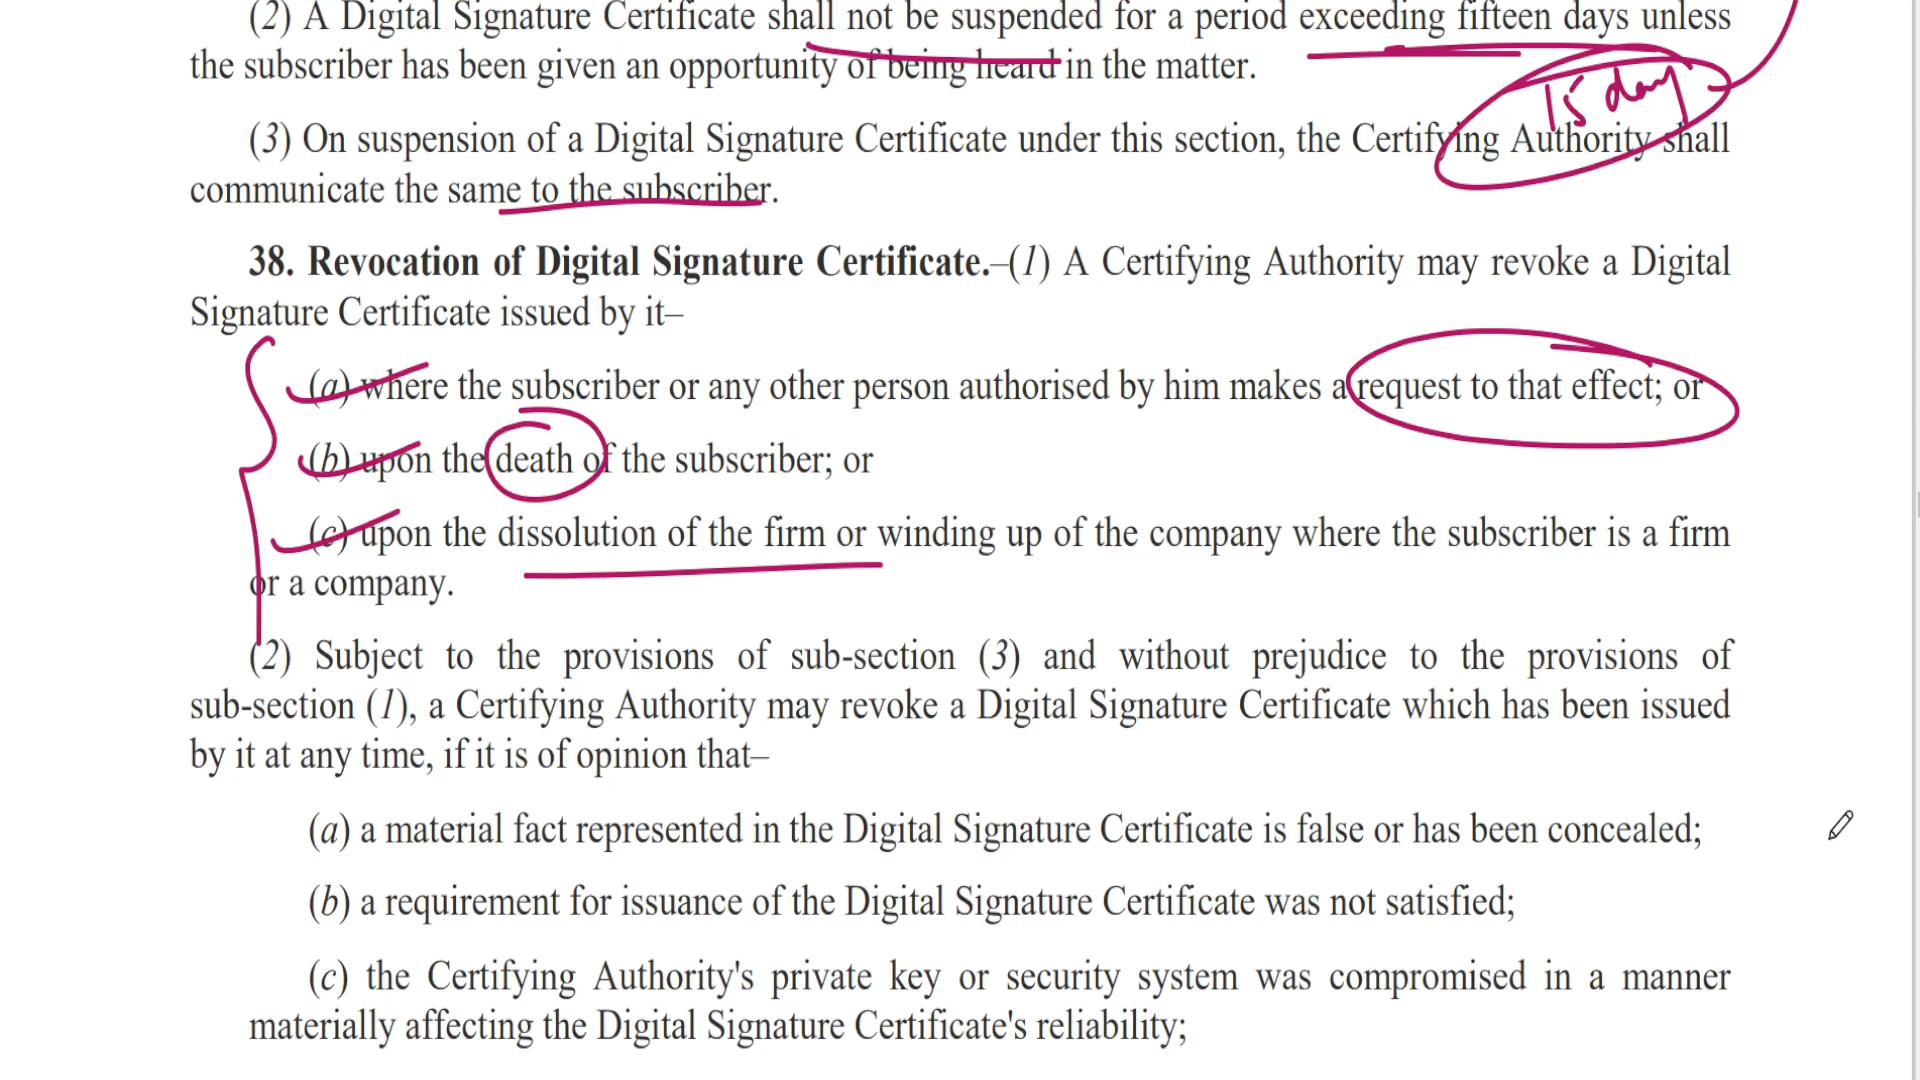 (2) A Digital Signature Certificate shall not be suspended for a period exceeding fifteen days unless
the subscriber has been given an opportunity of being heard in the matter.
15 day
(3) On suspension of a Digital Signature Certificate under this section, the Certifying Authority shall
communicate the same to the subscriber.
38. Revocation of Digital Signature Certificate.–(1) A Certifying Authority may revoke a Digital
Signature Certificate issued by it–
(a) where the subscriber or any other person authorised by him makes a request to that effect; or
(b) upon the death of the subscriber; or
(c) upon the dissolution of the firm or winding up of the company where the subscriber is a firm
or a company.
(2) Subject to the provisions of sub-section (3) and without prejudice to the provisions of
sub-section (1), a Certifying Authority may revoke a Digital Signature Certificate which has been issued
by it at any time, if it is of opinion that–
(a) a material fact represented in the Digital Signature Certificate is false or has been concealed;
(b) a requirement for issuance of the Digital Signature Certificate was not satisfied;
(c) the Certifying Authority's private key or security system was compromised in a manner
materially affecting the Digital Signature Certificate's reliability;